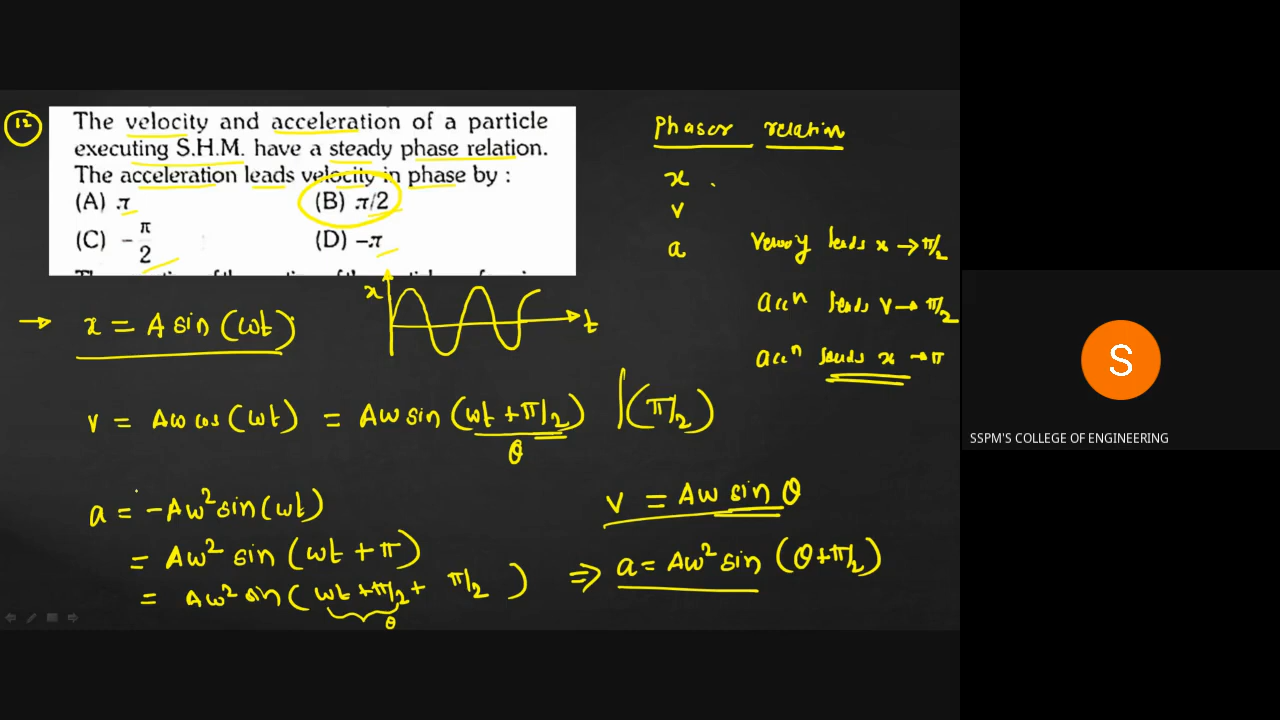 12
The velocity and acceleration of a particle
executing S.H.M. have a steady phase relation.
The acceleration leads velocity in phase by :
(A) π
(B) π/2
(C) - π/2
(D) -π
Phasor relation
x
v
a
leads x → π/2
accⁿ leads v → π/2
accⁿ leads x → π
→ x = A sin (ωt)
x
t
v = Aω cos (ωt) = Aω sin (ωt + π/2) | (π/2)
θ
a = -Aω² sin (ωt)
= Aω² sin (ωt + π)
= Aω² sin (ωt + π/2 + π/2)
θ
v = Aω sin θ
⇒ a = Aω² sin (θ + π/2)
S
SSPM'S COLLEGE OF ENGINEERING